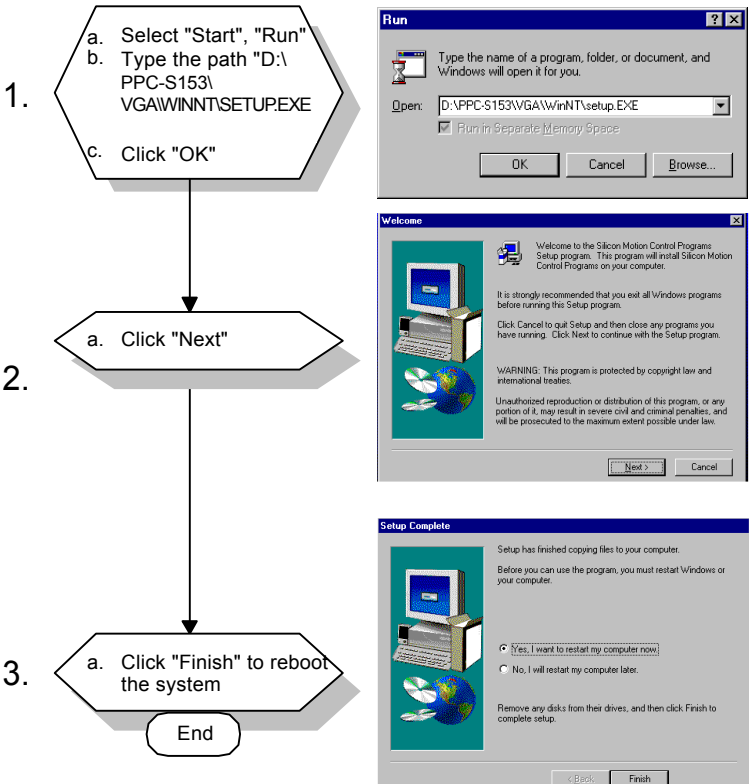 1.
a. Select "Start", "Run"
b. Type the path "D:\
PPC-S153\
VGA\WINNT\SETUP.EXE
c. Click "OK"
Run
Type the name of a program, folder, or document, and
Windows will open it for you.
Open: D:\PPC-S153\VGA\WinNT\setup.EXE
Run in Separate Memory Space
OK Cancel Browse...
2.
a. Click "Next"
Welcome
Welcome to the Silicon Motion Control Programs
Setup program. This program will install Silicon Motion
Control Programs on your computer.
It is strongly recommended that you exit all Windows programs
before running this Setup program.
Click Cancel to quit Setup and then close any programs you
have running. Click Next to continue with the Setup program.
WARNING: This program is protected by copyright law and
international treaties.
Unauthorized reproduction or distribution of this program, or any
portion of it, may result in severe civil and criminal penalties, and
will be prosecuted to the maximum extent possible under law.
Next > Cancel
3.
a. Click "Finish" to reboot
the system
End
Setup Complete
Setup has finished copying files to your computer.
Before you can use the program, you must restart Windows or
your computer.
Yes, I want to restart my computer now.
No, I will restart my computer later.
Remove any disks from their drives, and then click Finish to
complete setup.
< Back Finish